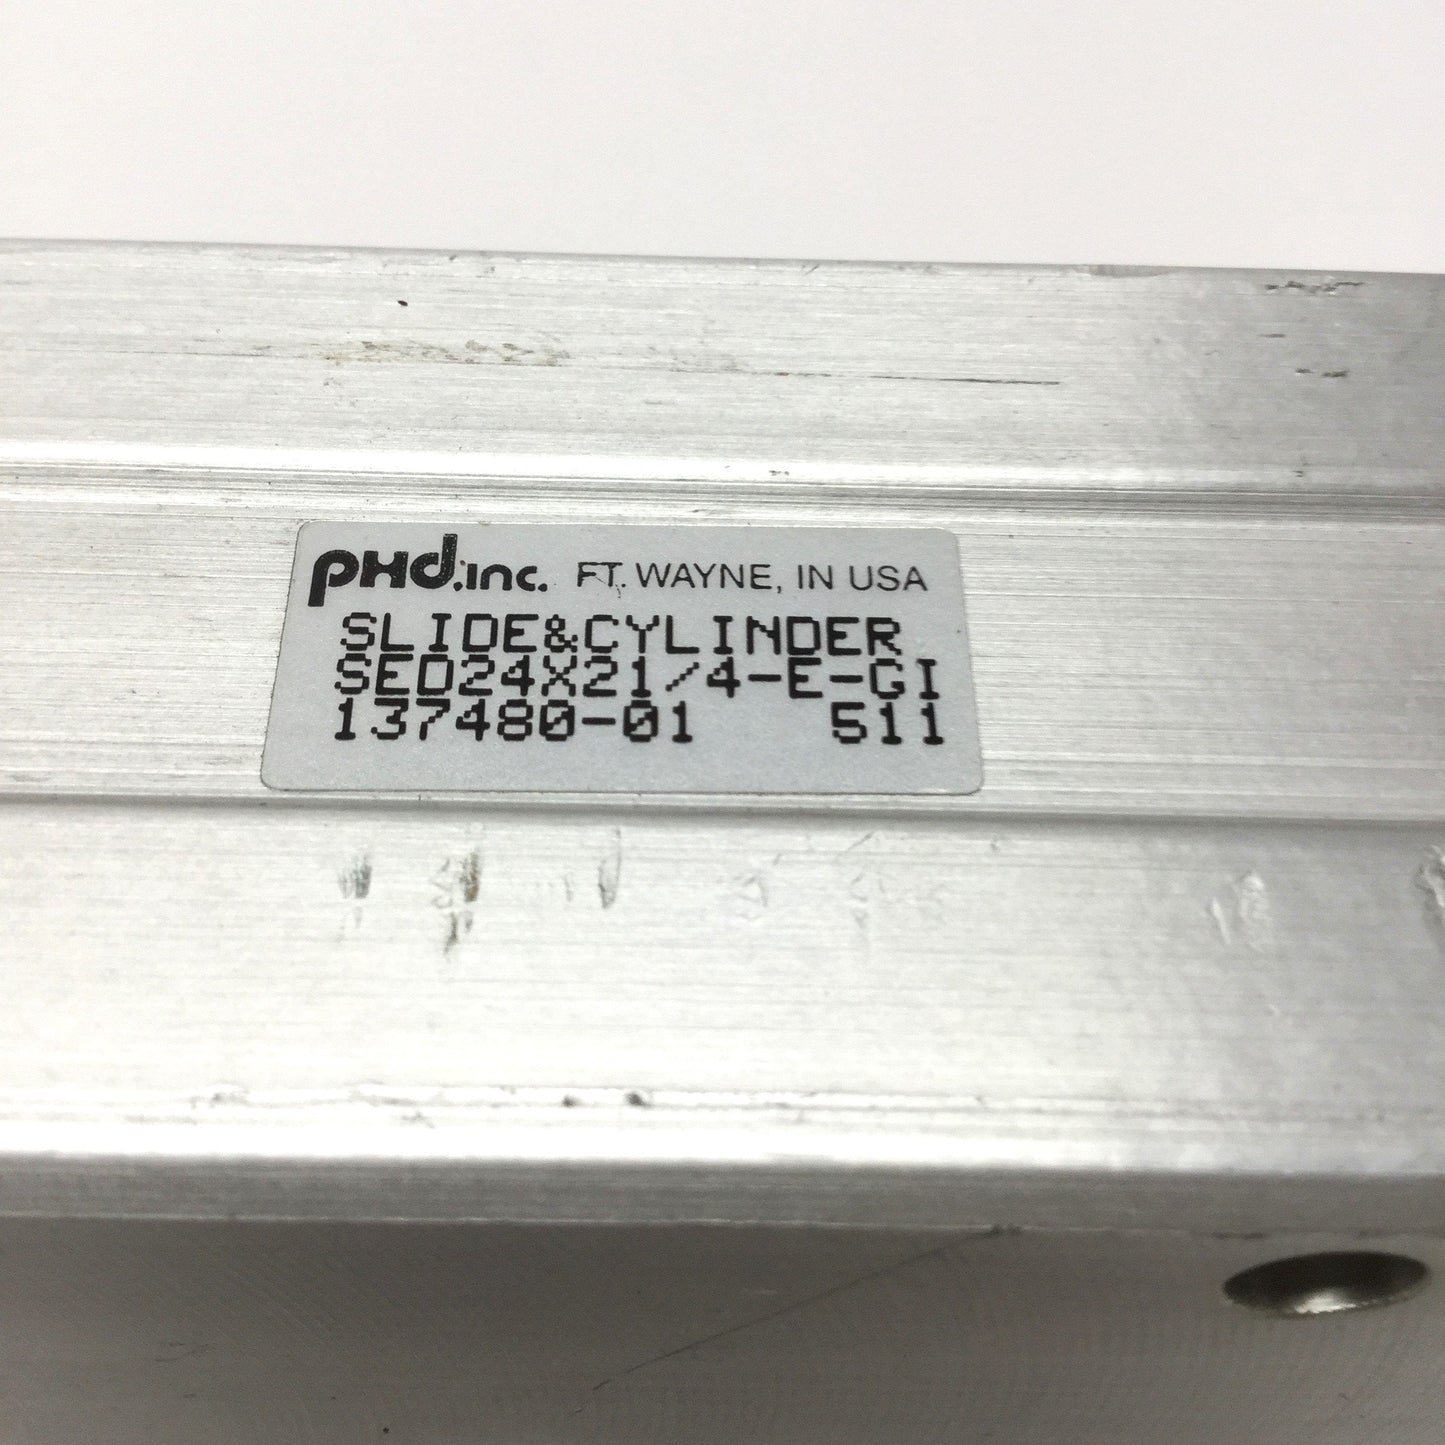 PHd.inc. FT. WAYNE, IN USA
SLIDE&CYLINDER
SED24X21/4-E-GI
137480-01 511